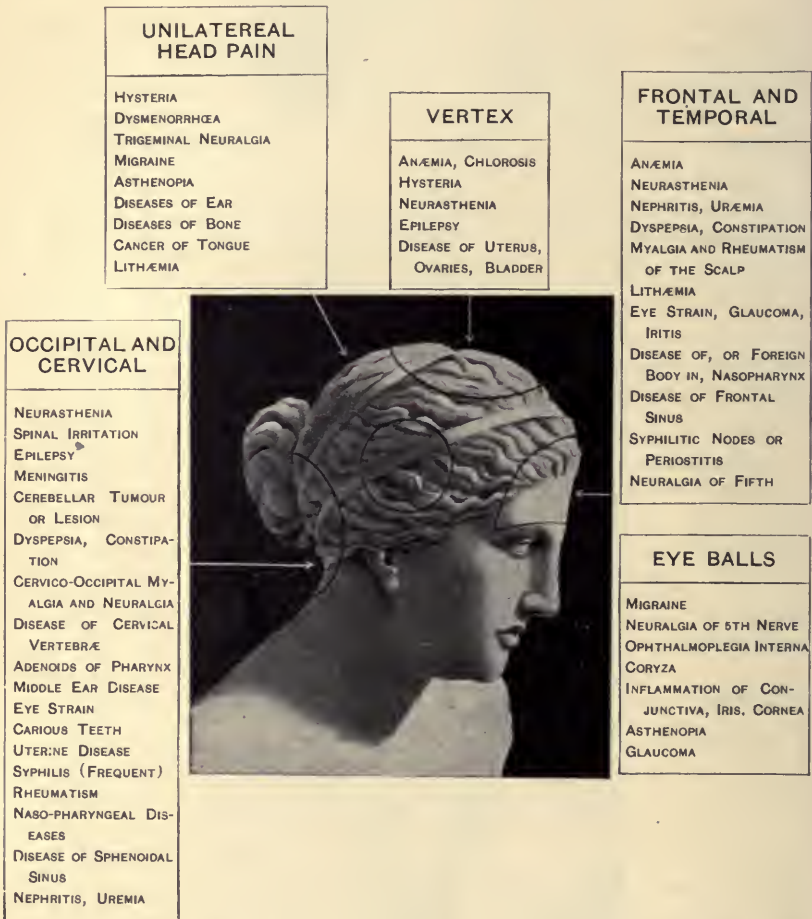 UNILATEREAL
HEAD PAIN
HYSTERIA
DYSMENORRHŒA
TRIGEMINAL NEURALGIA
MIGRAINE
ASTHENOPIA
DISEASES OF EAR
DISEASES OF BONE
CANCER OF TONGUE
LITHÆMIA
VERTEX
ANÆMIA, CHLOROSIS
HYSTERIA
NEURASTHENIA
EPILEPSY
DISEASE OF UTERUS,
OVARIES, BLADDER
FRONTAL AND
TEMPORAL
ANÆMIA
NEURASTHENIA
NEPHRITIS, URÆMIA
DYSPEPSIA, CONSTIPATION
MYALGIA AND RHEUMATISM
OF THE SCALP
LITHÆMIA
EYE STRAIN, GLAUCOMA,
IRITIS
DISEASE OF, OR FOREIGN
BODY IN, NASOPHARYNX
DISEASE OF FRONTAL
SINUS
SYPHILITIC NODES OR
PERIOSTITIS
NEURALGIA OF FIFTH
OCCIPITAL AND
CERVICAL
NEURASTHENIA
SPINAL IRRITATION
EPILEPSY
MENINGITIS
CEREBELLAR TUMOUR
OR LESION
DYSPEPSIA, CONSTIPA-
TION
CERVICO-OCCIPITAL MY-
ALGIA AND NEURALGIA
DISEASE OF CERVICAL
VERTEBRÆ
ADENOIDS OF PHARYNX
MIDDLE EAR DISEASE
EYE STRAIN
CARIOUS TEETH
UTERINE DISEASE
SYPHILIS (FREQUENT)
RHEUMATISM
NASO-PHARYNGEAL DIS-
EASES
DISEASE OF SPHENOIDAL
SINUS
NEPHRITIS, UREMIA
EYE BALLS
MIGRAINE
NEURALGIA OF 5TH NERVE
OPHTHALMOPLEGIA INTERNA
CORYZA
INFLAMMATION OF CON-
JUNCTIVA, IRIS, CORNEA
ASTHENOPIA
GLAUCOMA